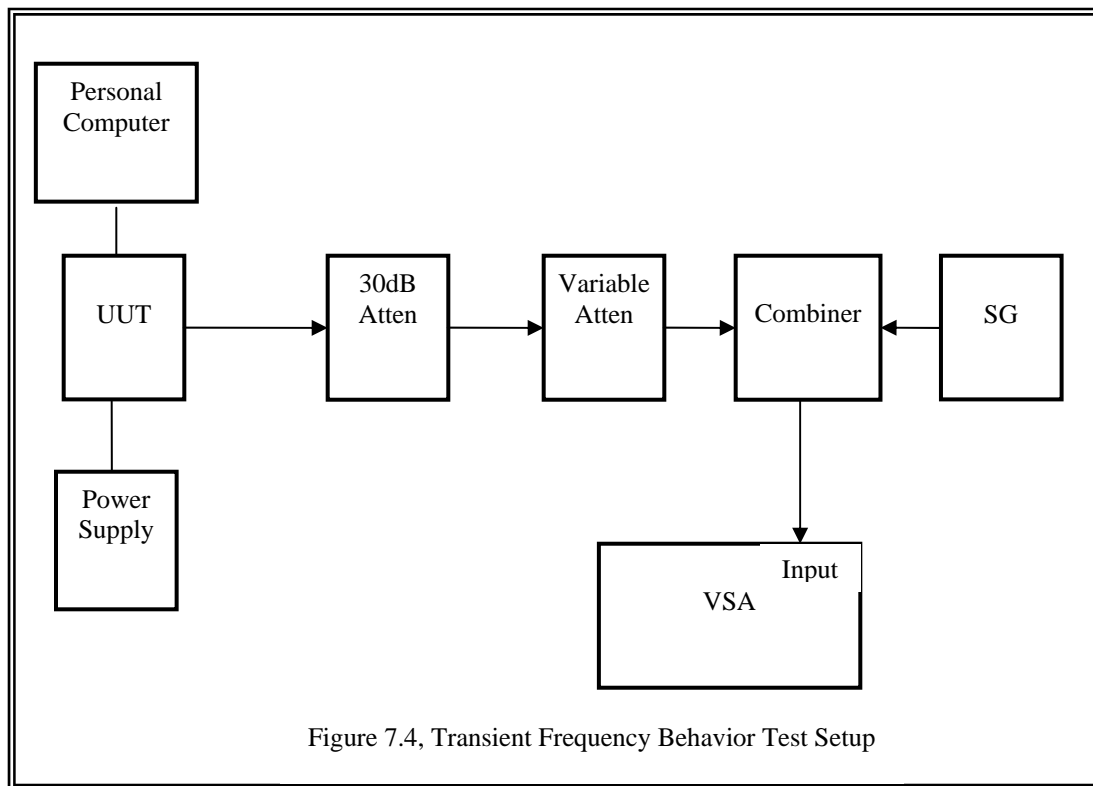 Personal
Computer
UUT
30dB
Atten
Variable
Atten
Combiner
SG
Power
Supply
Input
VSA
Figure 7.4, Transient Frequency Behavior Test Setup